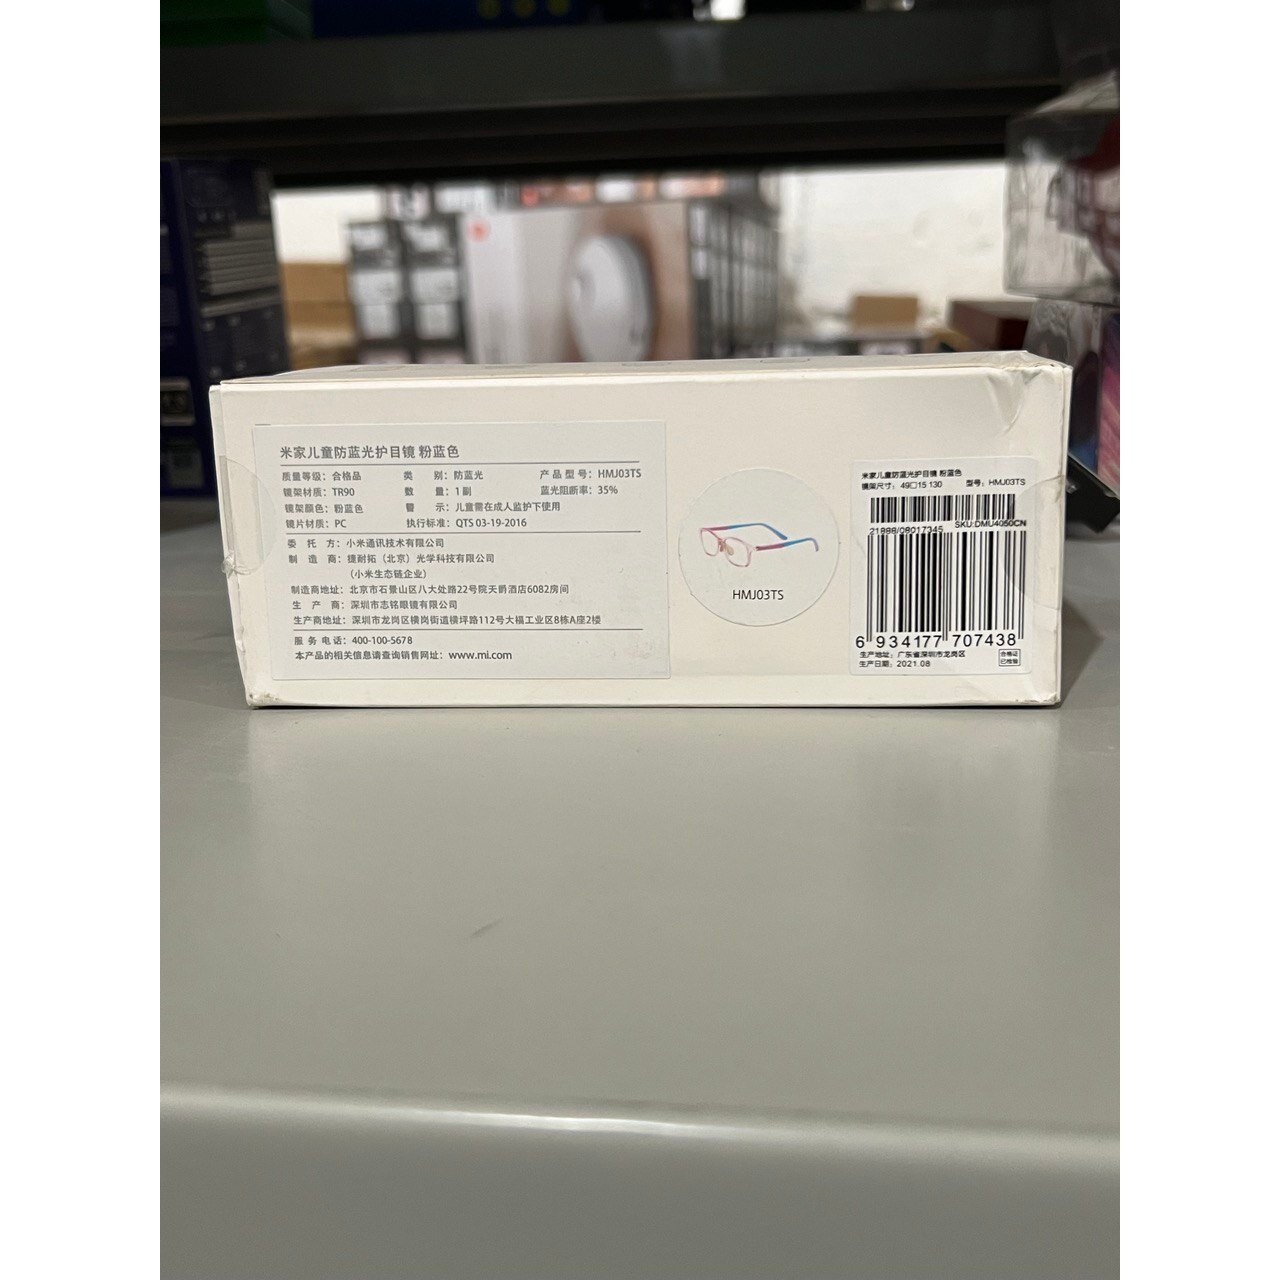 米家儿童防蓝光护目镜 粉蓝色
质量等级：合格品 类 别：防蓝光 产品型号：HMJ03TS
镜架材质：TR90 数 量：1副 蓝光阻断率：35%
镜架颜色：粉蓝色 警 示：儿童需在成人监护下使用
镜片材质：PC 执行标准：QTS 03-19-2016
委 托 方：小米通讯技术有限公司
制 造 商：捷耐拓（北京）光学科技有限公司
（小米生态链企业）
制造商地址：北京市石景山区八大处路22号院天爵酒店6082房间
生 产 商：深圳市志铭眼镜有限公司
生产商地址：深圳市龙岗区横岗街道横坪路112号大福工业区8栋A座2楼
服 务 电话：400-100-5678
本产品的相关信息请查询销售网址：www.mi.com
HMJ03TS
米家儿童防蓝光护目镜 粉蓝色
镜架尺寸： 49□15 130 型号：HMJ03TS
21898/08017345 SKU:DMU4050CN
6 934177 707438
生产地址：广东省深圳市龙岗区
生产日期：2021.08
合格证
已检验